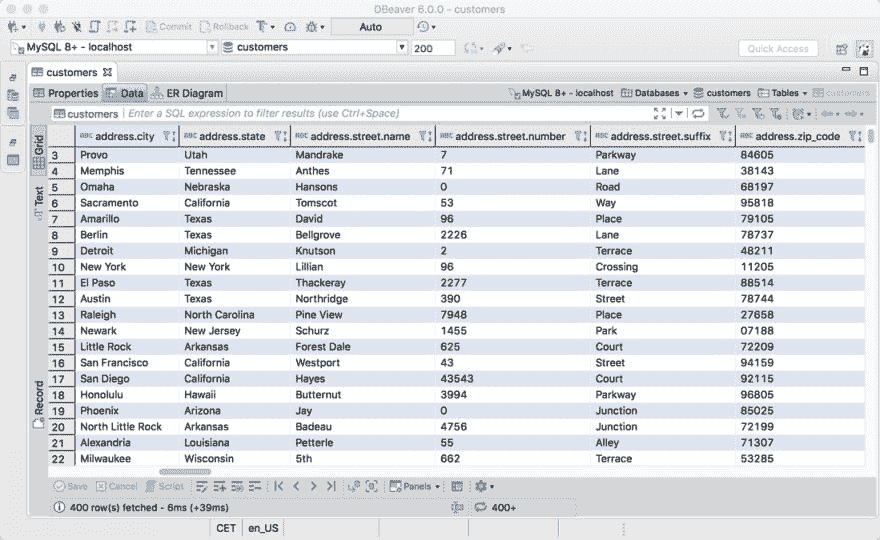 DBeaver 6.0.0 - customers
Commit Rollback Auto
MySQL 8+ - localhost customers 200 Quick Access
customers
Properties Data ER Diagram MySQL 8+ - localhost Databases customers Tables customers
customers Enter a SQL expression to filter results (use Ctrl+Space)
Grid
Text
Record
ABC address.city ABC address.state ABC address.street.name ABC address.street.number ABC address.street.suffix ABC address.zip_code
3 Provo Utah Mandrake 7 Parkway 84605
4 Memphis Tennessee Anthes 71 Lane 38143
5 Omaha Nebraska Hansons 0 Road 68197
6 Sacramento California Tomscot 53 Way 95818
7 Amarillo Texas David 96 Place 79105
8 Berlin Texas Bellgrove 2226 Lane 78737
9 Detroit Michigan Knutson 2 Terrace 48211
10 New York New York Lillian 96 Crossing 11205
11 El Paso Texas Thackeray 2277 Terrace 88514
12 Austin Texas Northridge 390 Street 78744
13 Raleigh North Carolina Pine View 7948 Place 27658
14 Newark New Jersey Schurz 1455 Park 07188
15 Little Rock Arkansas Forest Dale 625 Court 72209
16 San Francisco California Westport 43 Street 94159
17 San Diego California Hayes 43543 Court 92115
18 Honolulu Hawaii Butternut 3994 Parkway 96805
19 Phoenix Arizona Jay 0 Junction 85025
20 North Little Rock Arkansas Badeau 4756 Junction 72199
21 Alexandria Louisiana Petterle 55 Alley 71307
22 Milwaukee Wisconsin 5th 662 Terrace 53285
Save Cancel Script Panels
400 row(s) fetched - 6ms (+39ms) 400+
CET en_US